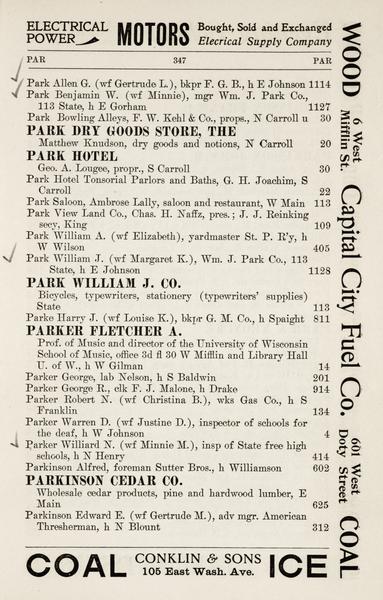 ELECTRICAL POWER MOTORS Bought, Sold and Exchanged
Elecrical Supply Company
PAR 347 PAR
Park Allen G. (wf Gertrude L.), bkpr F. G. B., h E Johnson 1114
Park Benjamin W. (wf Minnie), mgr Wm. J. Park Co.,
113 State, h E Gorham 1127
Park Bowling Alleys, F. W. Kehl & Co., props., N Carroll u 30
PARK DRY GOODS STORE, THE
Matthew Knudson, dry goods and notions, N Carroll 20
PARK HOTEL
Geo. A. Lougee, propr., S Carroll 30
Park Hotel Tonsorial Parlors and Baths, G. H. Joachim, S
Carroll 22
Park Saloon, Ambrose Lally, saloon and restaurant, W Main 113
Park View Land Co., Chas. H. Naffz, pres.; J. J. Reinking
secy, King 109
Park William A. (wf Elizabeth), yardmaster St. P. R'y, h
W Wilson 405
Park William J. (wf Margaret K.), Wm. J. Park Co., 113
State, h E Johnson 1128
PARK WILLIAM J. CO.
Bicycles, typewriters, stationery (typewriters' supplies)
State 113
Parke Harry J. (wf Louise K.), bkpr G. M. Co., h Spaight 811
PARKER FLETCHER A.
Prof. of Music and director of the University of Wisconsin
School of Music, office 3d fl 30 W Mifflin and Library Hall
U. of W., h W Gilman 14
Parker George, lab Nelson, h S Baldwin 201
Parker George R., clk F. J. Malone, h Drake 914
Parker Robert N. (wf Christina B.), wks Gas Co., h S
Franklin 134
Parker Warren D. (wf Justine D.), inspector of schools for
the deaf, h W Johnson 4
Parker Williard N. (wf Minnie M.), insp of State free high
schools, h N Henry 414
Parkinson Alfred, foreman Sutter Bros., h Williamson 602
PARKINSON CEDAR CO.
Wholesale cedar products, pine and hardwood lumber, E
Main 625
Parkinson Edward E. (wf Gertrude M.), adv mgr. American
Thresherman, h N Blount 312
COAL CONKLIN & SONS ICE
105 East Wash. Ave.
WOOD 6 West Mifflin St. Capital City Fuel Co. 601 West Doty Street COAL